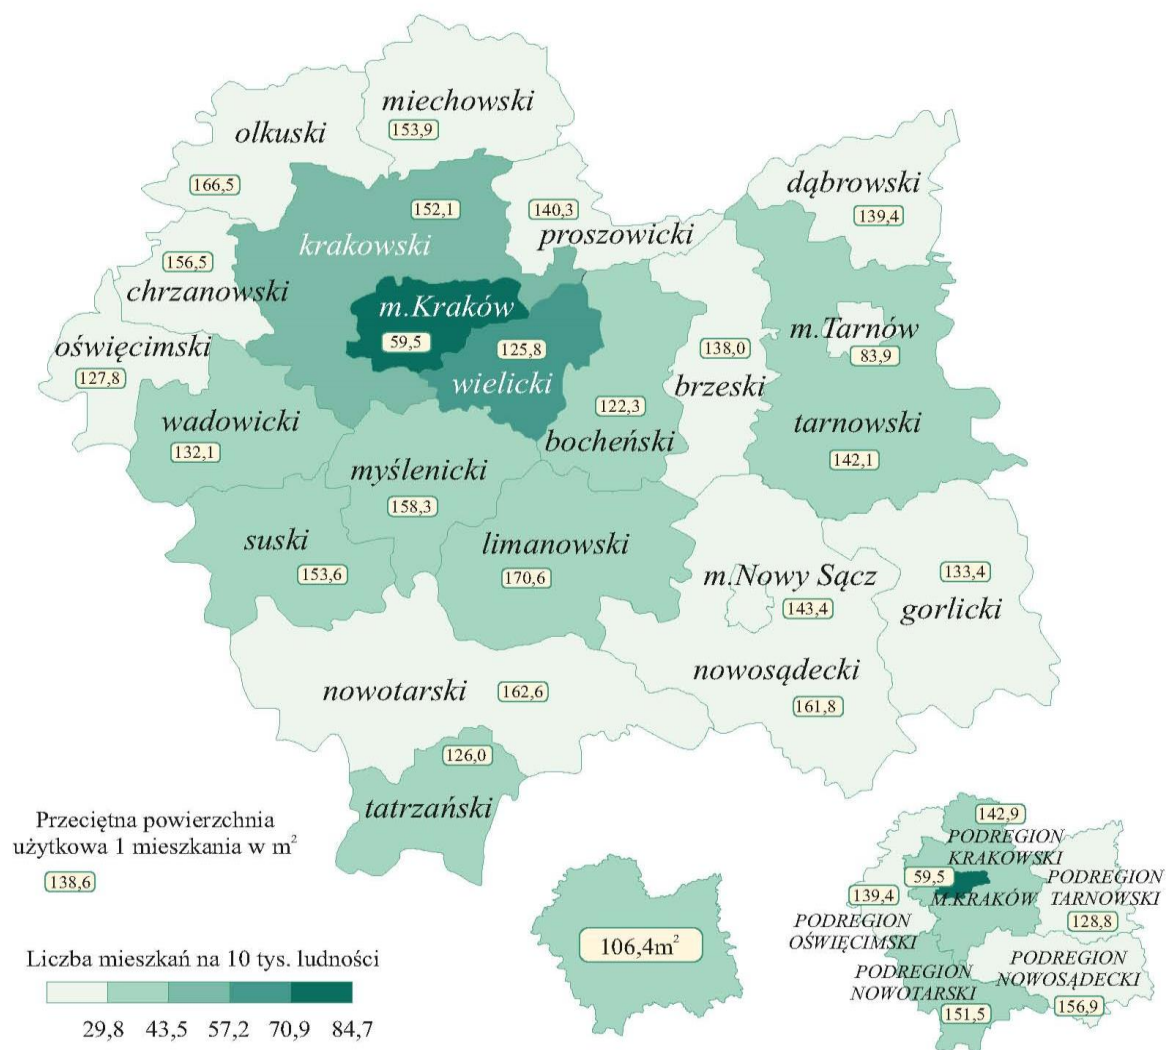 miechowski
153,9
olkuski
166,5
dąbrowski
139,4
152,1
krakowski
140,3
proszowicki
156,5
chrzanowski
m.Kraków
59,5
m.Tarnów
83,9
oświęcimski
127,8
125,8
wielicki
138,0
brzeski
wadowicki
132,1
122,3
bocheński
tarnowski
142,1
myślenicki
158,3
suski
153,6
limanowski
170,6
m.Nowy Sącz
143,4
133,4
gorlicki
nowotarski
162,6
nowosądecki
161,8
126,0
tatrzański
Przeciętna powierzchnia
użytkowa 1 mieszkania w m²
138,6
Liczba mieszkań na 10 tys. ludności
29,8 43,5 57,2 70,9 84,7
106,4m²
142,9
PODREGION
KRAKOWSKI
59,5
M.KRAKÓW
PODREGION
TARNOWSKI
128,8
139,4
PODREGION
OŚWIĘCIMSKI
PODREGION
NOWOSĄDECKI
156,9
PODREGION
NOWOTARSKI
151,5